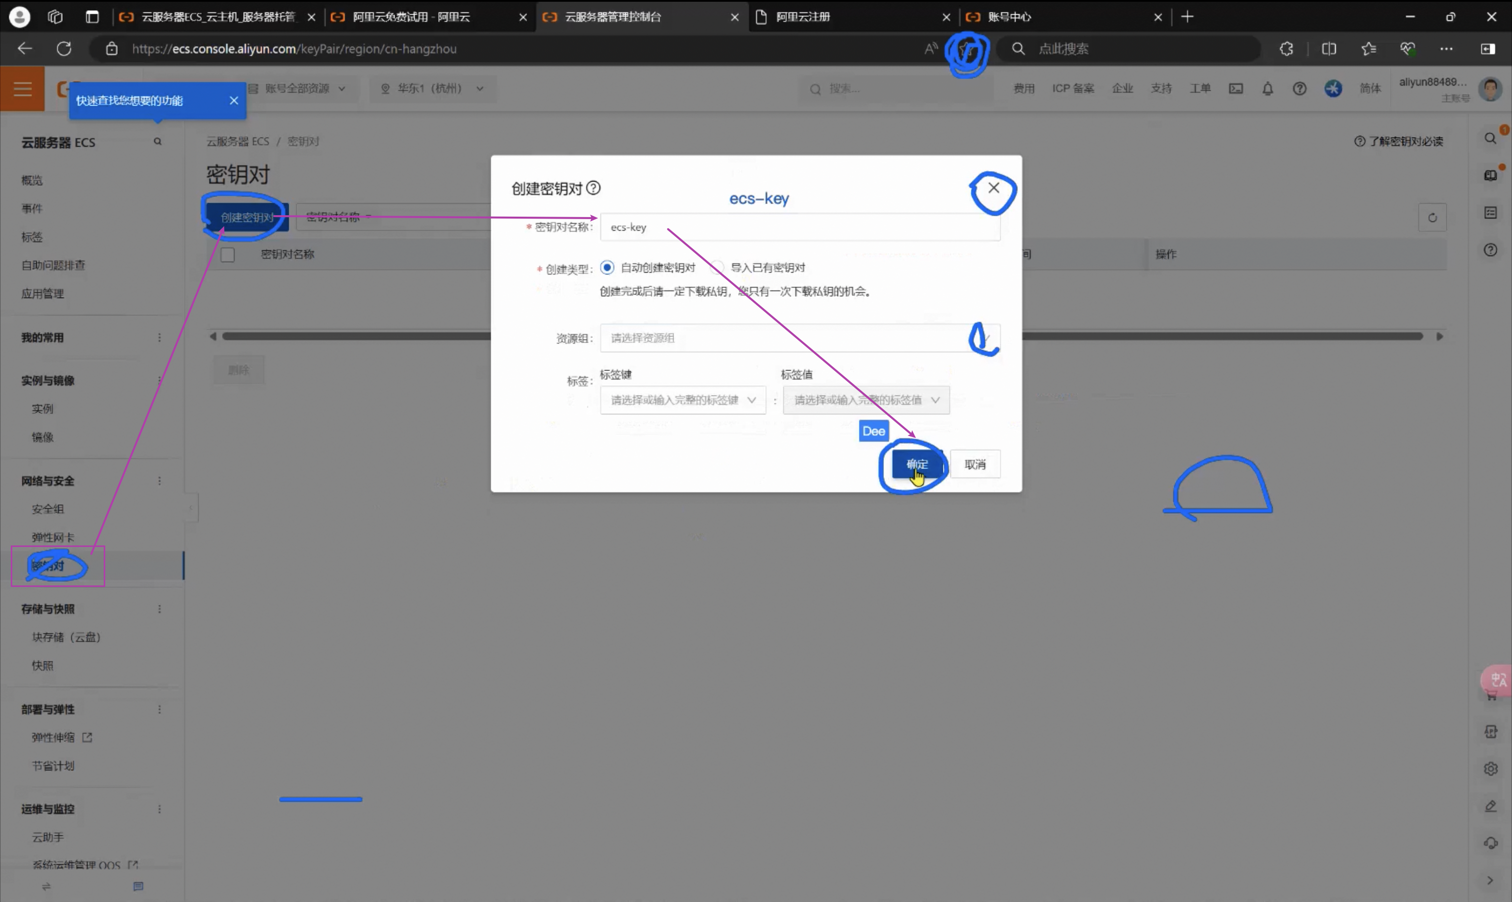 云服务器ECS_云主机_服务器托管
阿里云免费试用 - 阿里云
云服务器管理控制台
阿里云注册
账号中心
https://ecs.console.aliyun.com/keyPair/region/cn-hangzhou
点此搜索
快速查找您想要的功能
账号全部资源
华东1（杭州）
搜索...
费用
ICP 备案
企业
支持
工单
简体
aliyun88489...
主账号
云服务器 ECS
云服务器 ECS / 密钥对
了解密钥对必读
密钥对
创建密钥对
密钥对名称
密钥对名称
间
操作
删除
概览
事件
标签
自助问题排查
应用管理
我的常用
实例与镜像
实例
镜像
网络与安全
安全组
弹性网卡
密钥对
存储与快照
块存储（云盘）
快照
部署与弹性
弹性伸缩
节省计划
运维与监控
云助手
系统运维管理 OOS
创建密钥对
ecs-key
* 密钥对名称:
ecs-key
* 创建类型:
自动创建密钥对
导入已有密钥对
创建完成后请一定下载私钥，您只有一次下载私钥的机会。
资源组:
请选择资源组
标签:
标签键
标签值
请选择或输入完整的标签键
:
请选择或输入完整的标签值
Dee
确定
取消